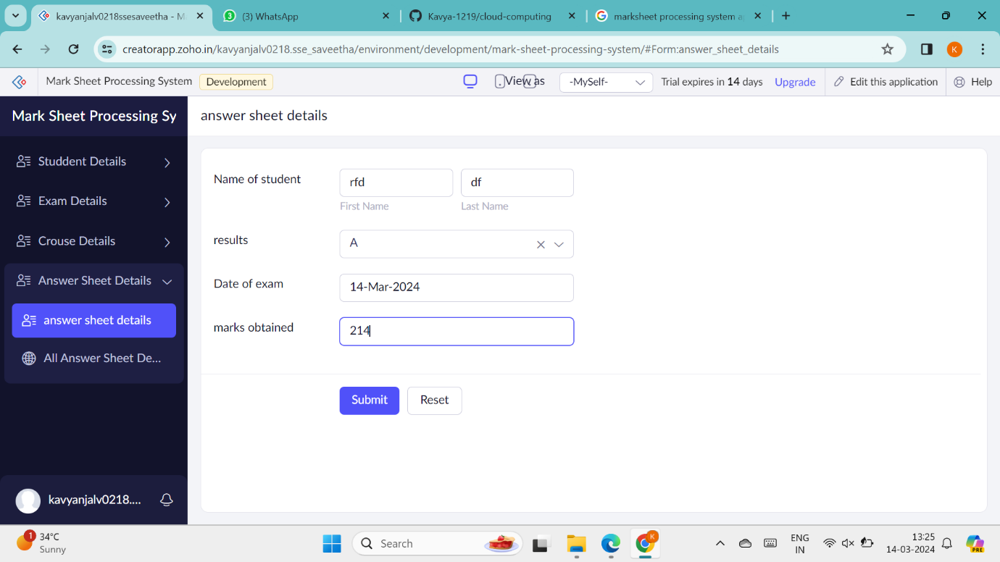 kavyanjalv0218ssesaveetha - M
3
(3) WhatsApp
Kavya-1219/cloud-computing
marksheet processing system a
creatorapp.zoho.in/kavyanjalv0218.sse_saveetha/environment/development/mark-sheet-processing-system/#Form:answer_sheet_details
K
Mark Sheet Processing System
Development
View as
-MySelf-
Trial expires in 14 days
Upgrade
Edit this application
Help
Mark Sheet Processing Sy
answer sheet details
Studdent Details
Exam Details
Crouse Details
Answer Sheet Details
answer sheet details
All Answer Sheet De...
Name of student
rfd
df
First Name
Last Name
results
A
Date of exam
14-Mar-2024
marks obtained
214
Submit
Reset
kavyanjalv0218....
1
34°C
Sunny
Search
K
ENG
IN
13:25
14-03-2024
PRE